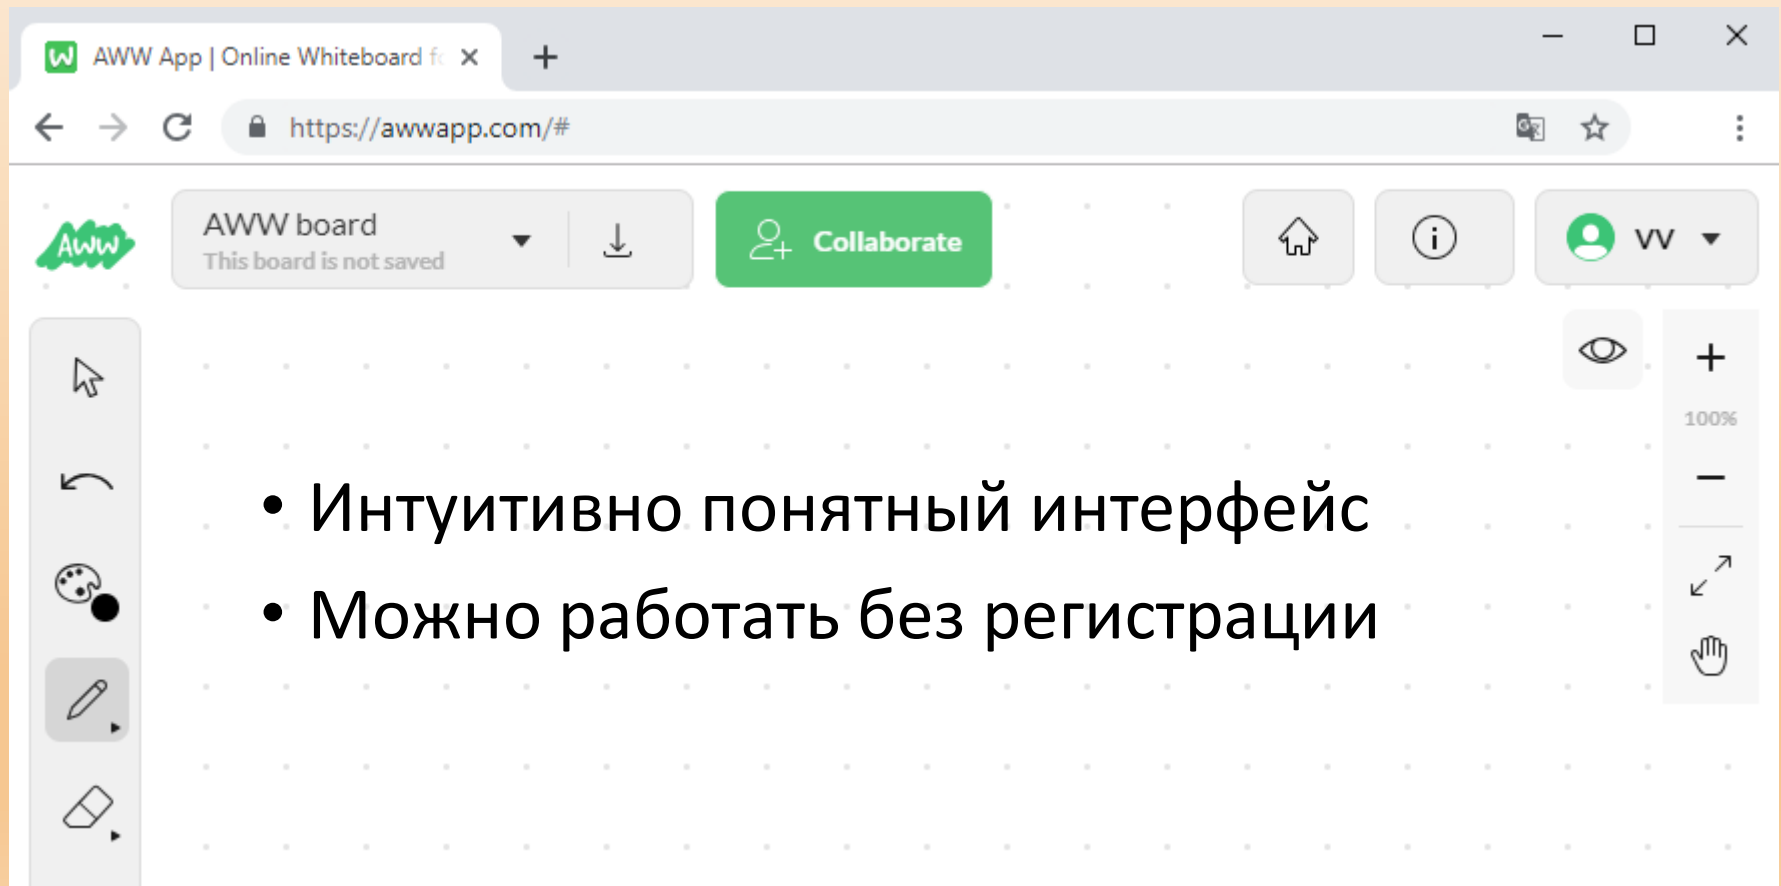 AWW App | Online Whiteboard fo
https://awwapp.com/#
AWW
AWW board
This board is not saved
Collaborate
VV
100%
• Интуитивно понятный интерфейс
• Можно работать без регистрации